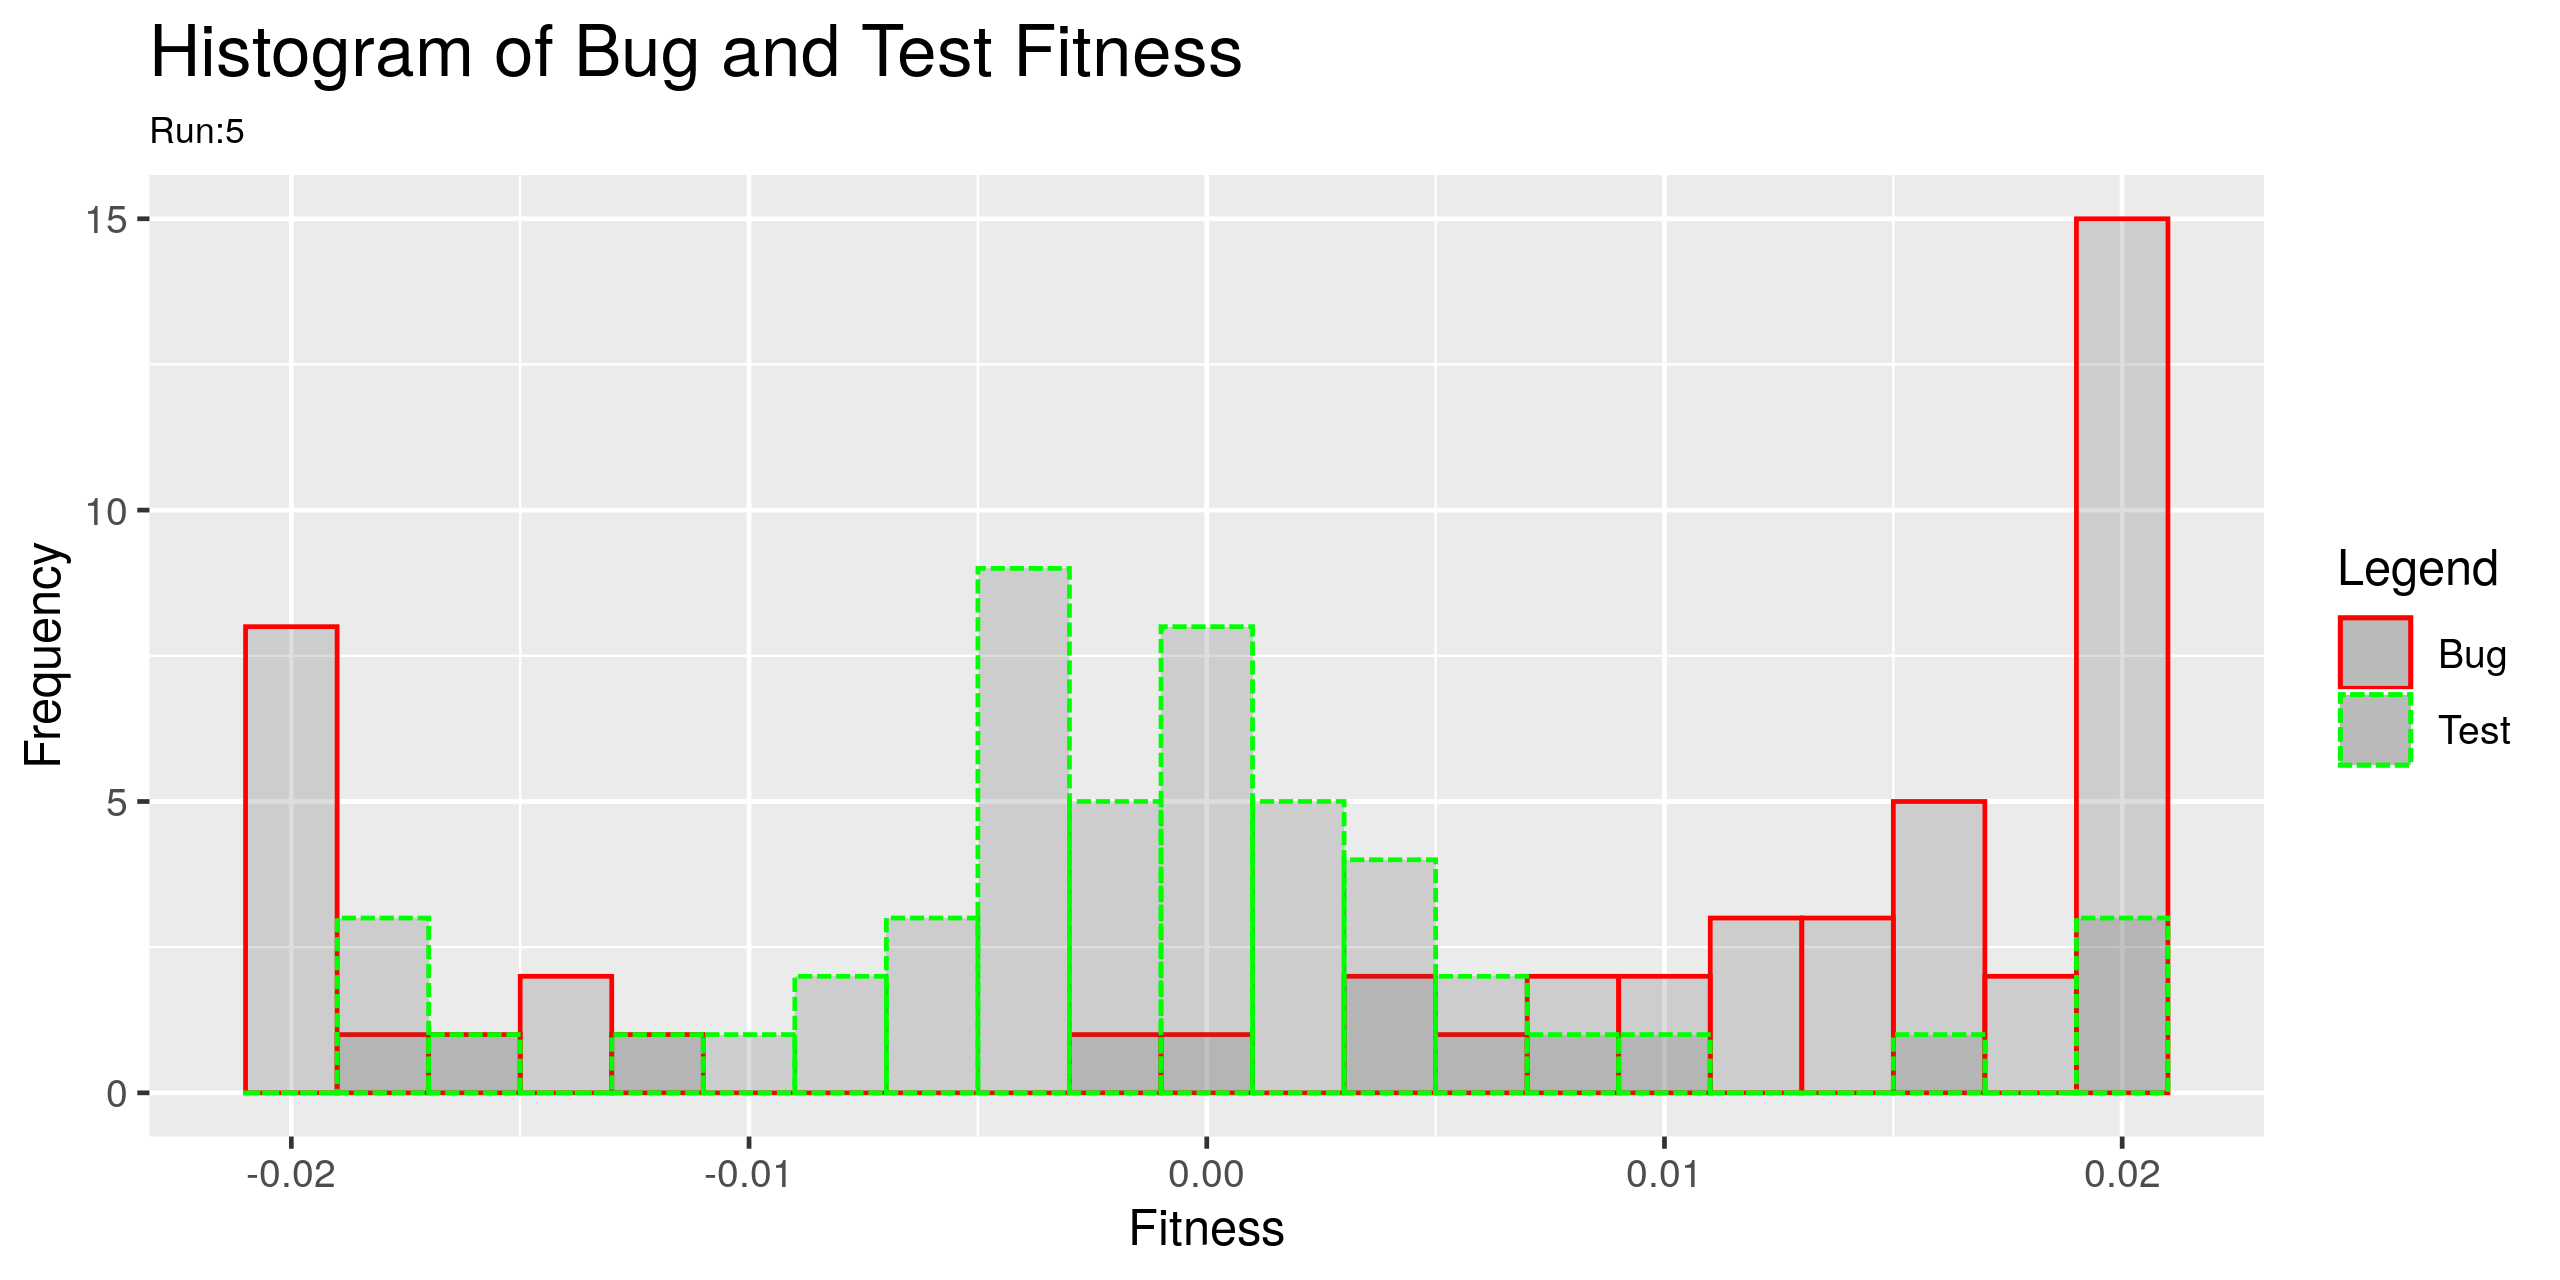 Histogram of Bug and Test Fitness
Run:5
Frequency
15
10
5
0
-0.02
-0.01
0.00
0.01
0.02
Fitness
Legend
Bug
Test